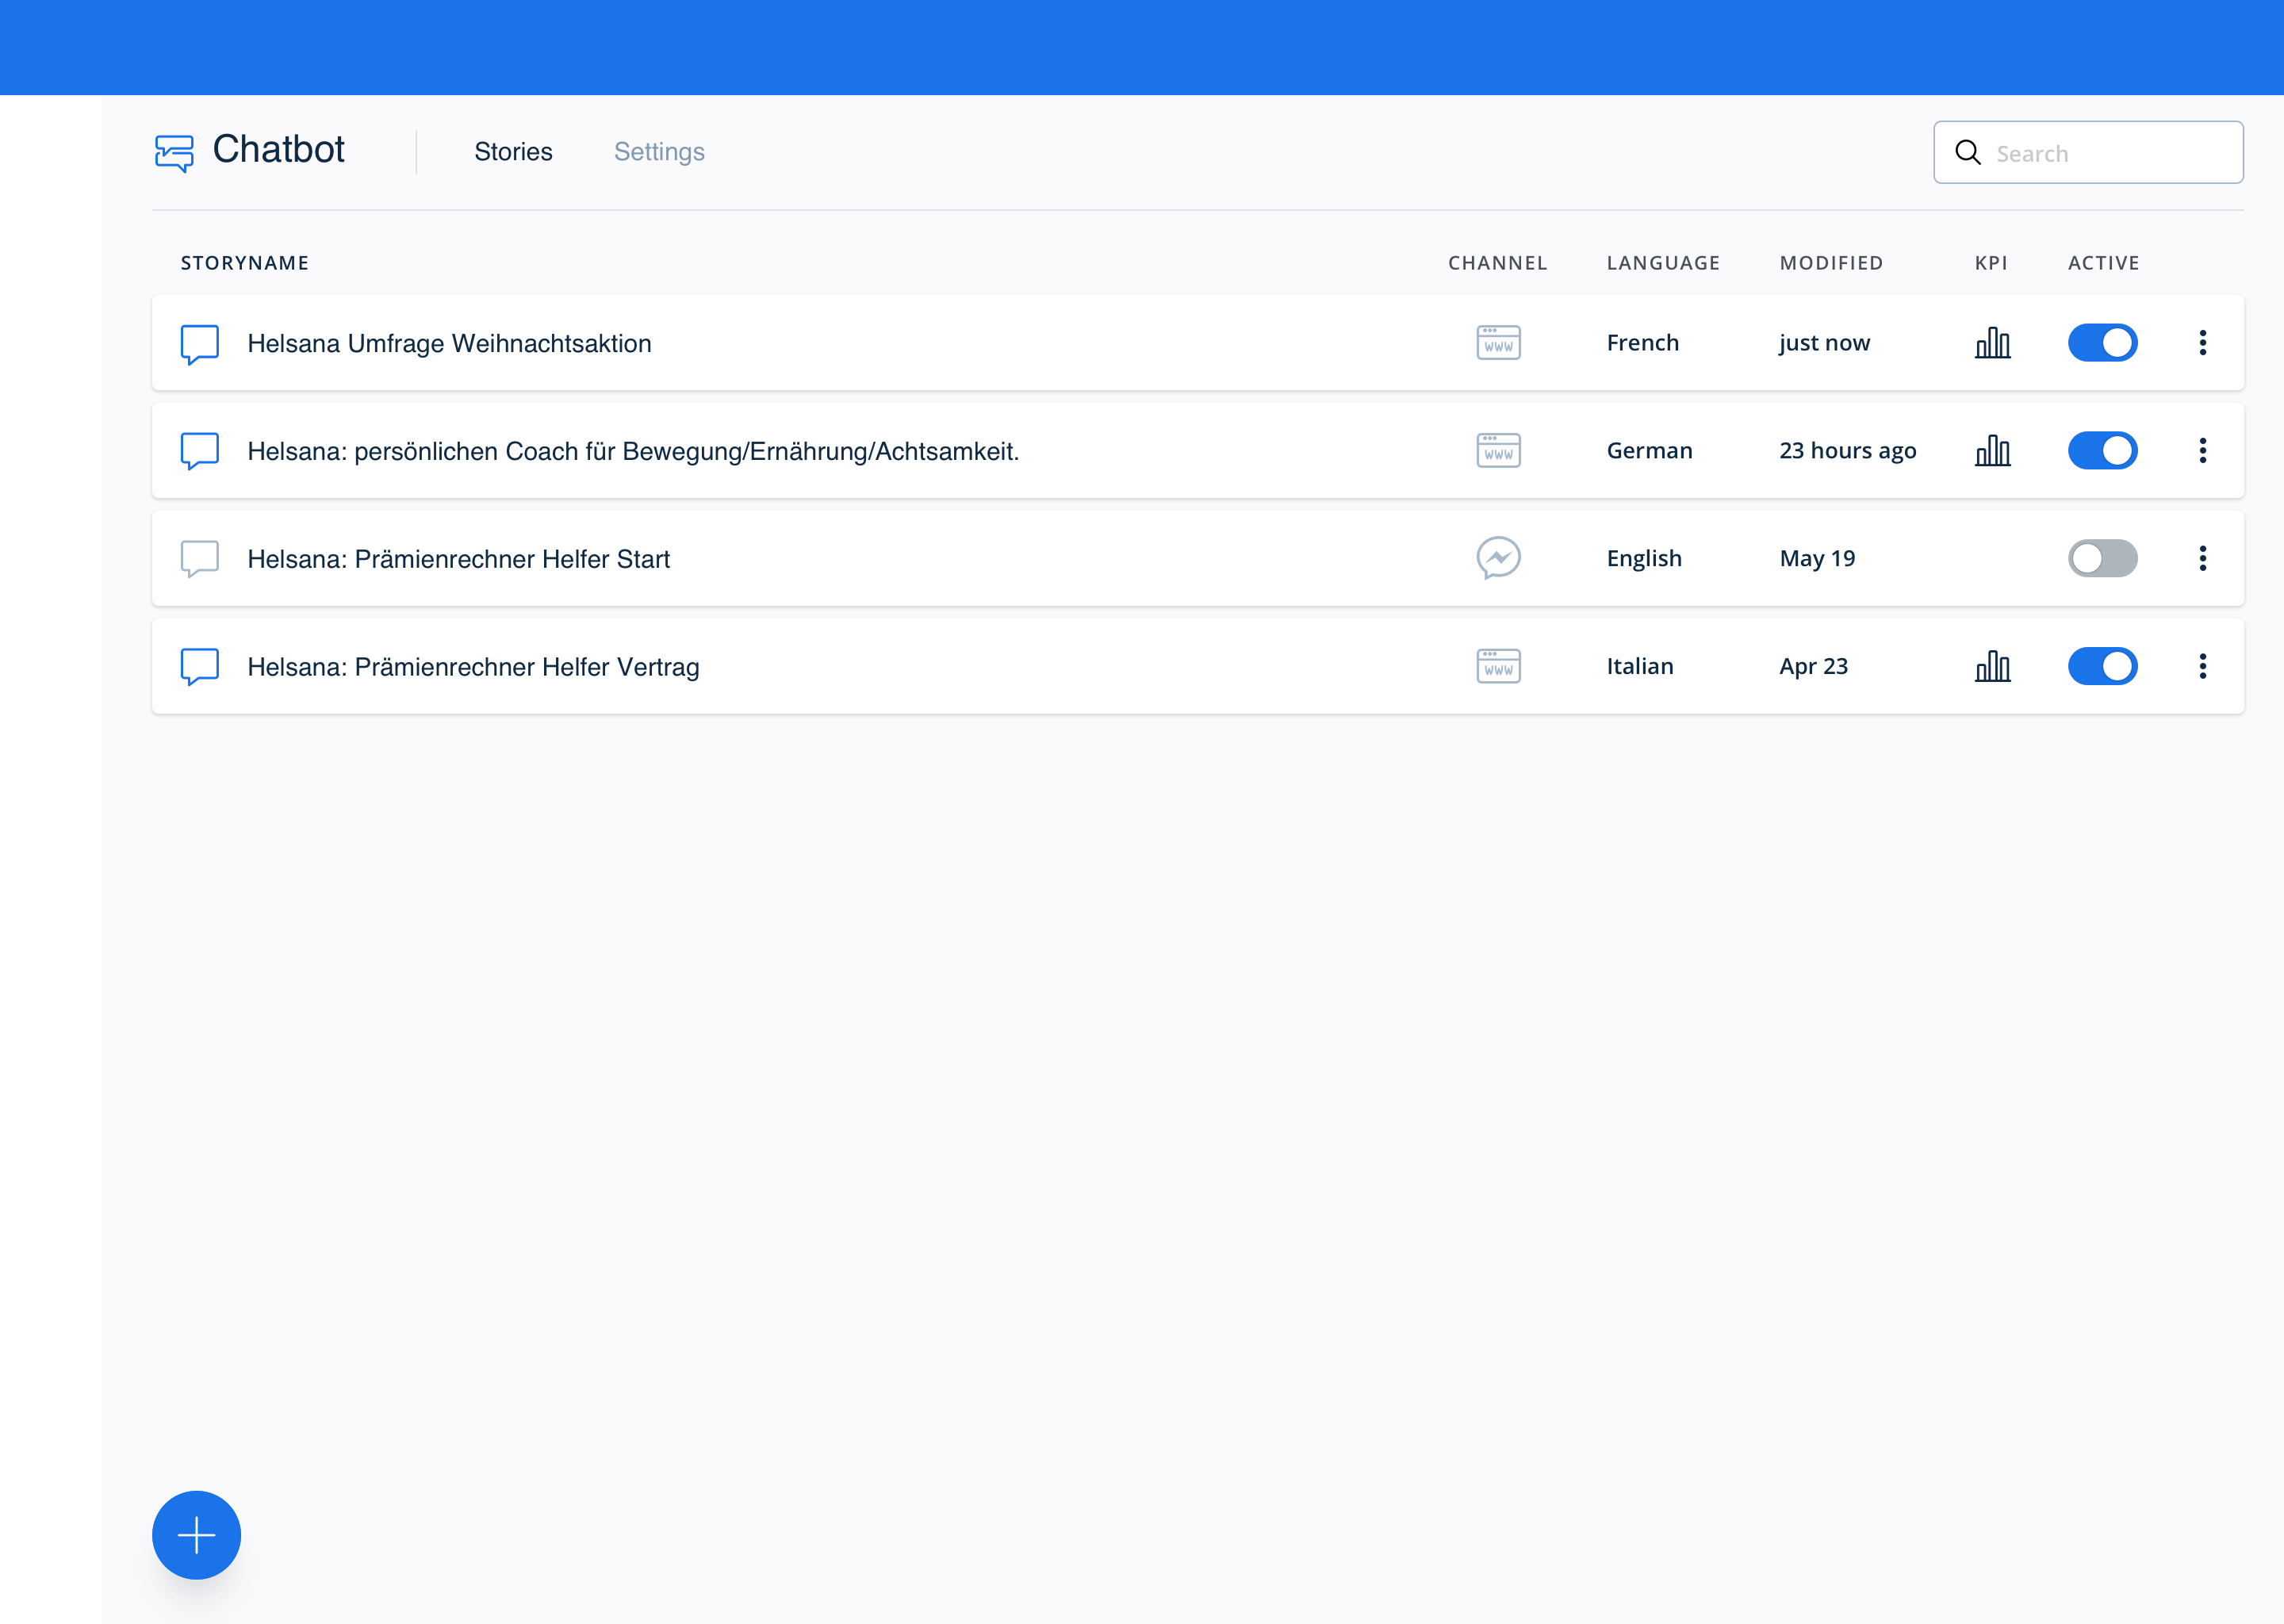 Chatbot Stories Settings Search
STORYNAME CHANNEL LANGUAGE MODIFIED KPI ACTIVE
Helsana Umfrage Weihnachtsaktion WWW French just now
Helsana: persönlichen Coach für Bewegung/Ernährung/Achtsamkeit. WWW German 23 hours ago
Helsana: Prämienrechner Helfer Start English May 19
Helsana: Prämienrechner Helfer Vertrag WWW Italian Apr 23